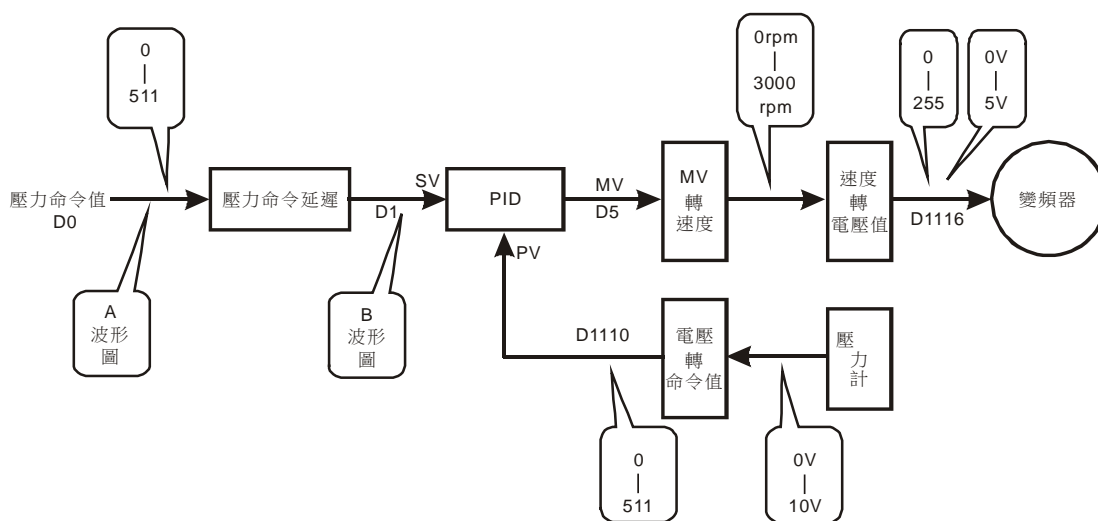 0
|
511
0rpm
|
3000
rpm
0
|
255
0V
|
5V
壓力命令值
D0
壓力命令延遲
SV
D1
PID
MV
D5
MV
轉
速度
速度
轉
電壓值
D1116
變頻器
PV
A
波形
圖
B
波形
圖
D1110
電壓
轉
命令值
壓
力
計
0
|
511
0V
|
10V